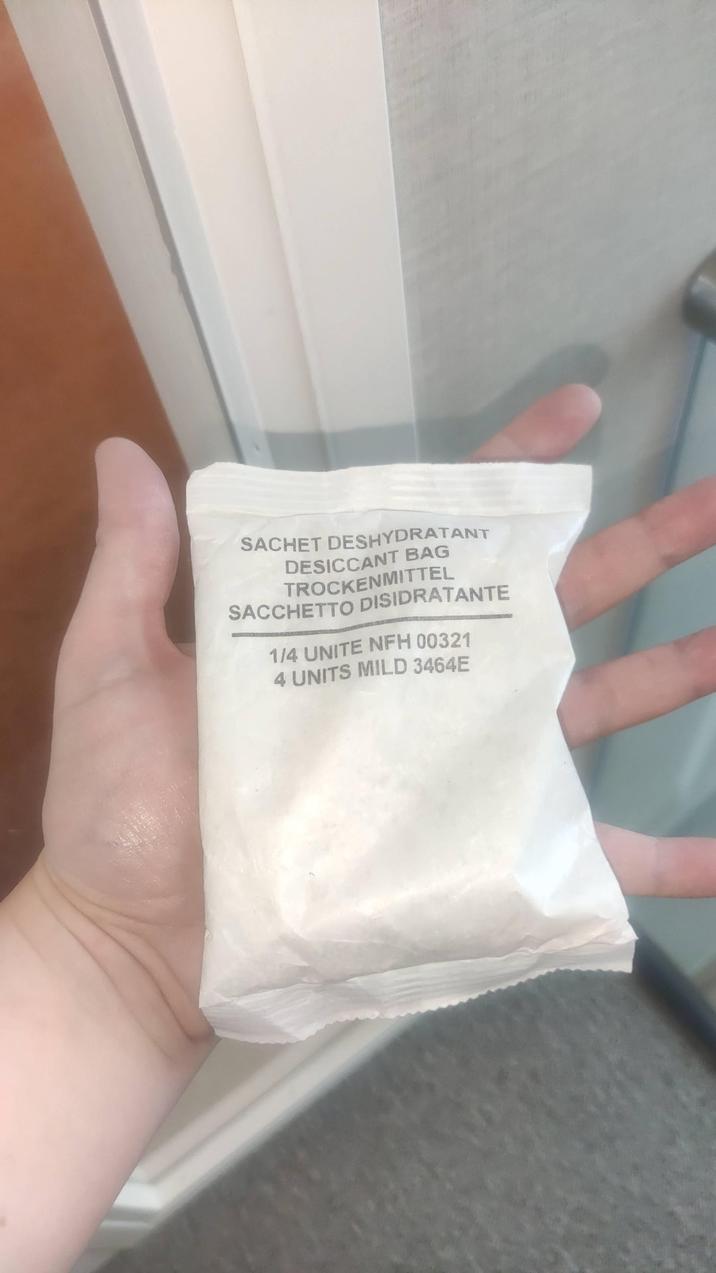 SACHET DESHYDRATANT
DESICCANT BAG
TROCKENMITTEL
SACCHETTO DISIDRATANTE
1/4 UNITE NFH 00321
4 UNITS MILD 3464E